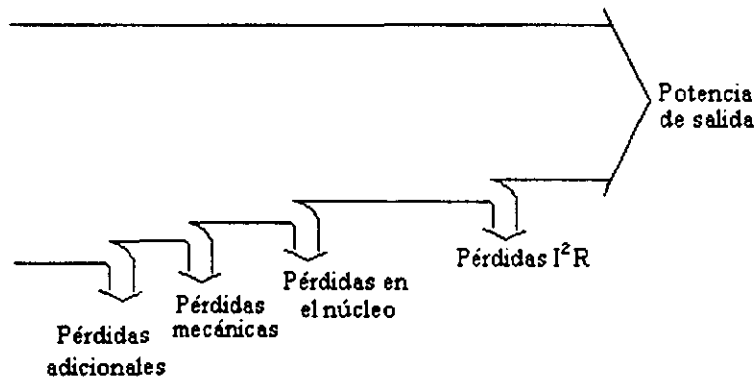 Potencia
de salida
Pérdidas
adicionales
Pérdidas
mecánicas
Pérdidas en
el núcleo
Pérdidas I²R